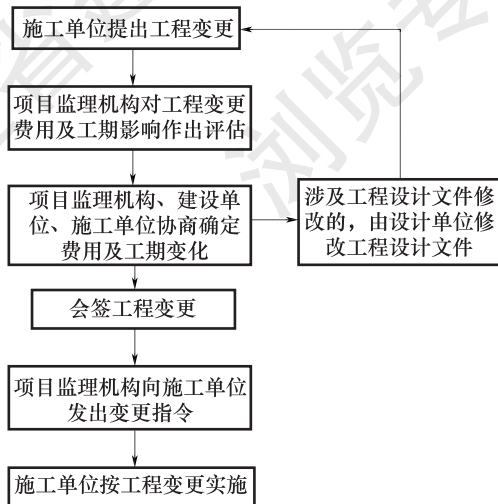 施工单位提出工程变更
项目监理机构对工程变更
费用及工期影响作出评估
项目监理机构、建设单
位、施工单位协商确定
费用及工期变化
涉及工程设计文件修
改的，由设计单位修
改工程设计文件
会签工程变更
项目监理机构向施工单位
发出变更指令
施工单位按工程变更实施
浏览专
省